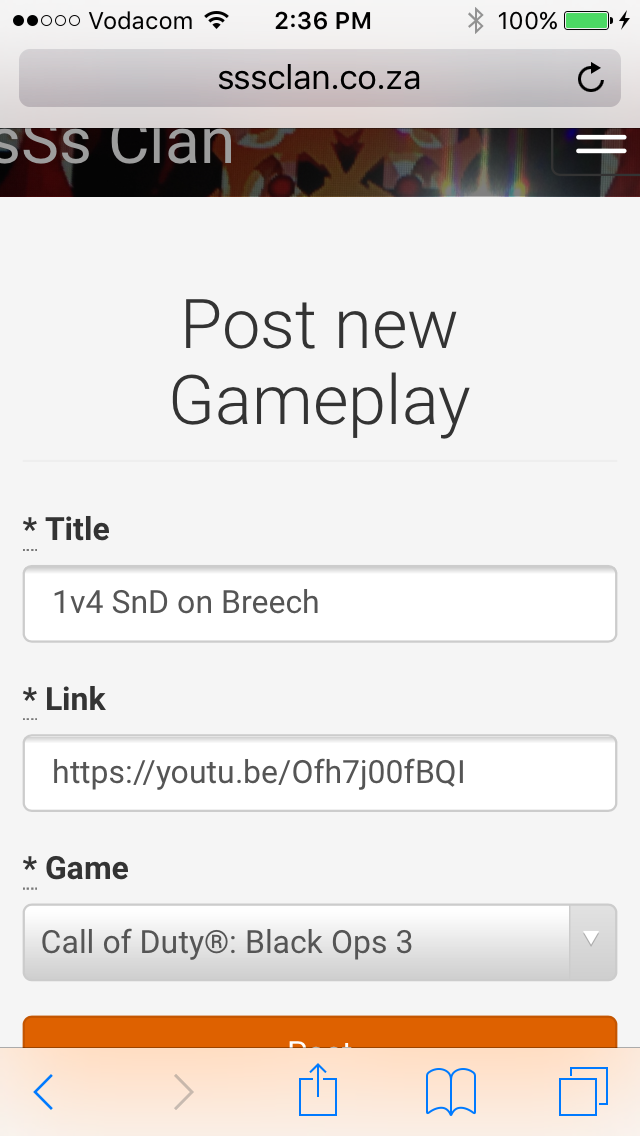 Vodacom 2:36 PM 100%
sssclan.co.za
sSs Clan
Post new
Gameplay
* Title
1v4 SnD on Breech
* Link
https://youtu.be/Ofh7j00fBQI
* Game
Call of Duty®: Black Ops 3
Post